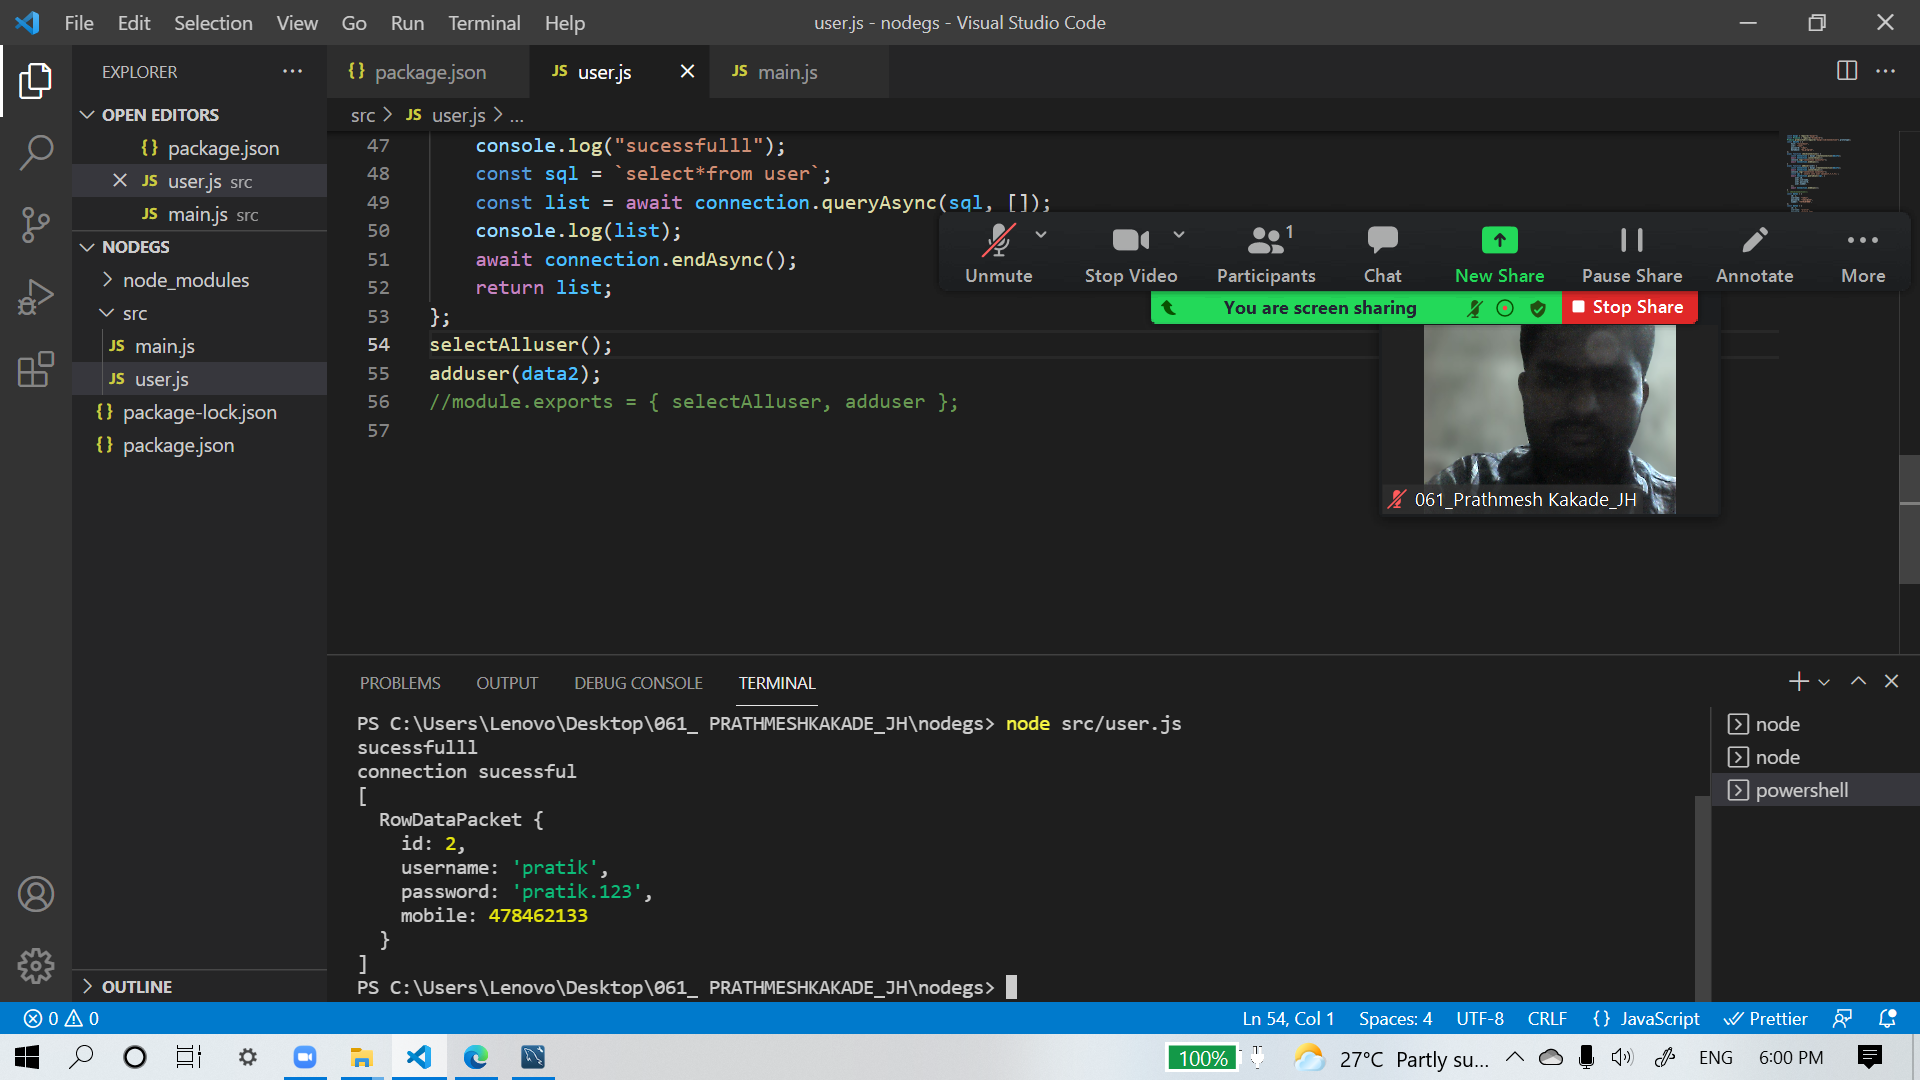 File Edit Selection View Go Run Terminal Help
user.js - nodegs - Visual Studio Code
EXPLORER
OPEN EDITORS
{} package.json
JS user.js src
JS main.js src
NODEGS
node_modules
src
JS main.js
JS user.js
{} package-lock.json
{} package.json
OUTLINE
{} package.json JS user.js JS main.js
src > JS user.js > ...
47 console.log("sucessfulll");
48 const sql = `select*from user`;
49 const list = await connection.queryAsync(sql, []);
50 console.log(list);
51 await connection.endAsync();
52 return list;
53 };
54 selectAlluser();
55 adduser(data2);
56 //module.exports = { selectAlluser, adduser };
57
Unmute Stop Video Participants 1 Chat New Share Pause Share Annotate More
You are screen sharing Stop Share
061_Prathmesh Kakade_JH
PROBLEMS OUTPUT DEBUG CONSOLE TERMINAL
PS C:\Users\Lenovo\Desktop\061_ PRATHMESHKAKADE_JH\nodegs> node src/user.js
sucessfulll
connection sucessful
[
RowDataPacket {
id: 2,
username: 'pratik',
password: 'pratik.123',
mobile: 478462133
}
]
PS C:\Users\Lenovo\Desktop\061_ PRATHMESHKAKADE_JH\nodegs>
node
node
powershell
0 0 Ln 54, Col 1 Spaces: 4 UTF-8 CRLF {} JavaScript Prettier
100% 27°C Partly su... ENG 6:00 PM